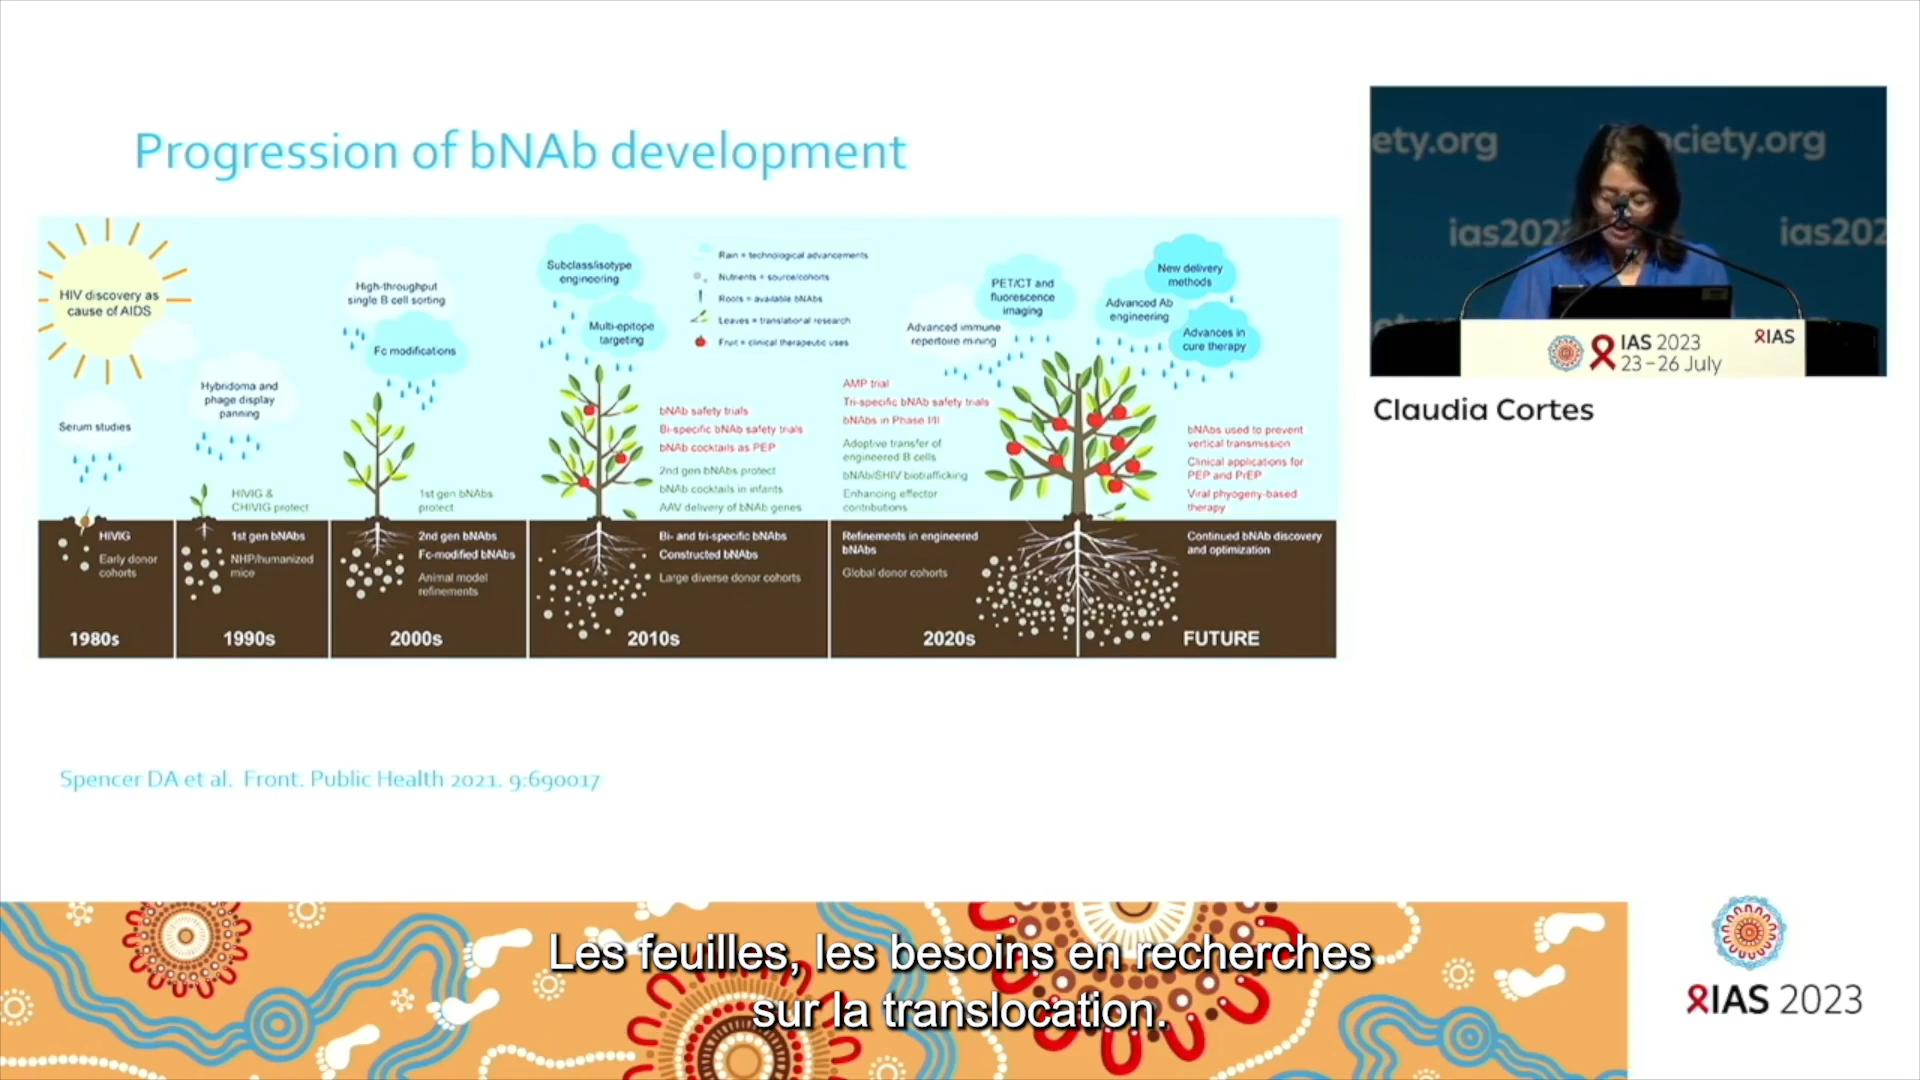 Progression of bNAb development
HIV discovery as
cause of AIDS
Serum studies
Hybridoma and
phage display
panning
High-throughput
single B cell sorting
Fc modifications
Subclass/isotype
engineering
Multi-epitope
targeting
Rain = technological advancements
Nutrients = source/cohorts
Roots = available bNAbs
Leaves = translational research
Fruit = clinical therapeutic uses
Advanced immune
repertoire mining
PET/CT and
fluorescence
imaging
Advanced Ab
engineering
New delivery
methods
Advances in
cure therapy
HIVIG &
CHIVIG protect
1st gen bNAbs
protect
bNAb safety trials
Bi-specific bNAb safety trials
bNAb cocktails as PEP
2nd gen bNAbs protect
bNAb cocktails in infants
AAV delivery of bNAb genes
AMP trial
Tri-specific bNAb safety trials
bNAbs in Phase I/II
Adoptive transfer of
engineered B cells
bNAb/SHIV biotrafficking
Enhancing effector
contributions
bNAbs used to prevent
vertical transmission
Clinical applications for
PEP and PrEP
Viral phyogeny-based
therapy
HIVIG
Early donor
cohorts
1980s
1st gen bNAbs
NHP/humanized
mice
1990s
2nd gen bNAbs
Fc-modified bNAbs
Animal model
refinements
2000s
Bi- and tri-specific bNAbs
Constructed bNAbs
Large diverse donor cohorts
2010s
Refinements in engineered
bNAbs
Global donor cohorts
2020s
Continued bNAb discovery
and optimization
FUTURE
Spencer DA et al. Front. Public Health 2021. 9:690017
ety.org
ciety.org
ias202
ias202
IAS 2023
23–26 July
IAS
Claudia Cortes
Les feuilles, les besoins en recherches
sur la translocation.
IAS 2023